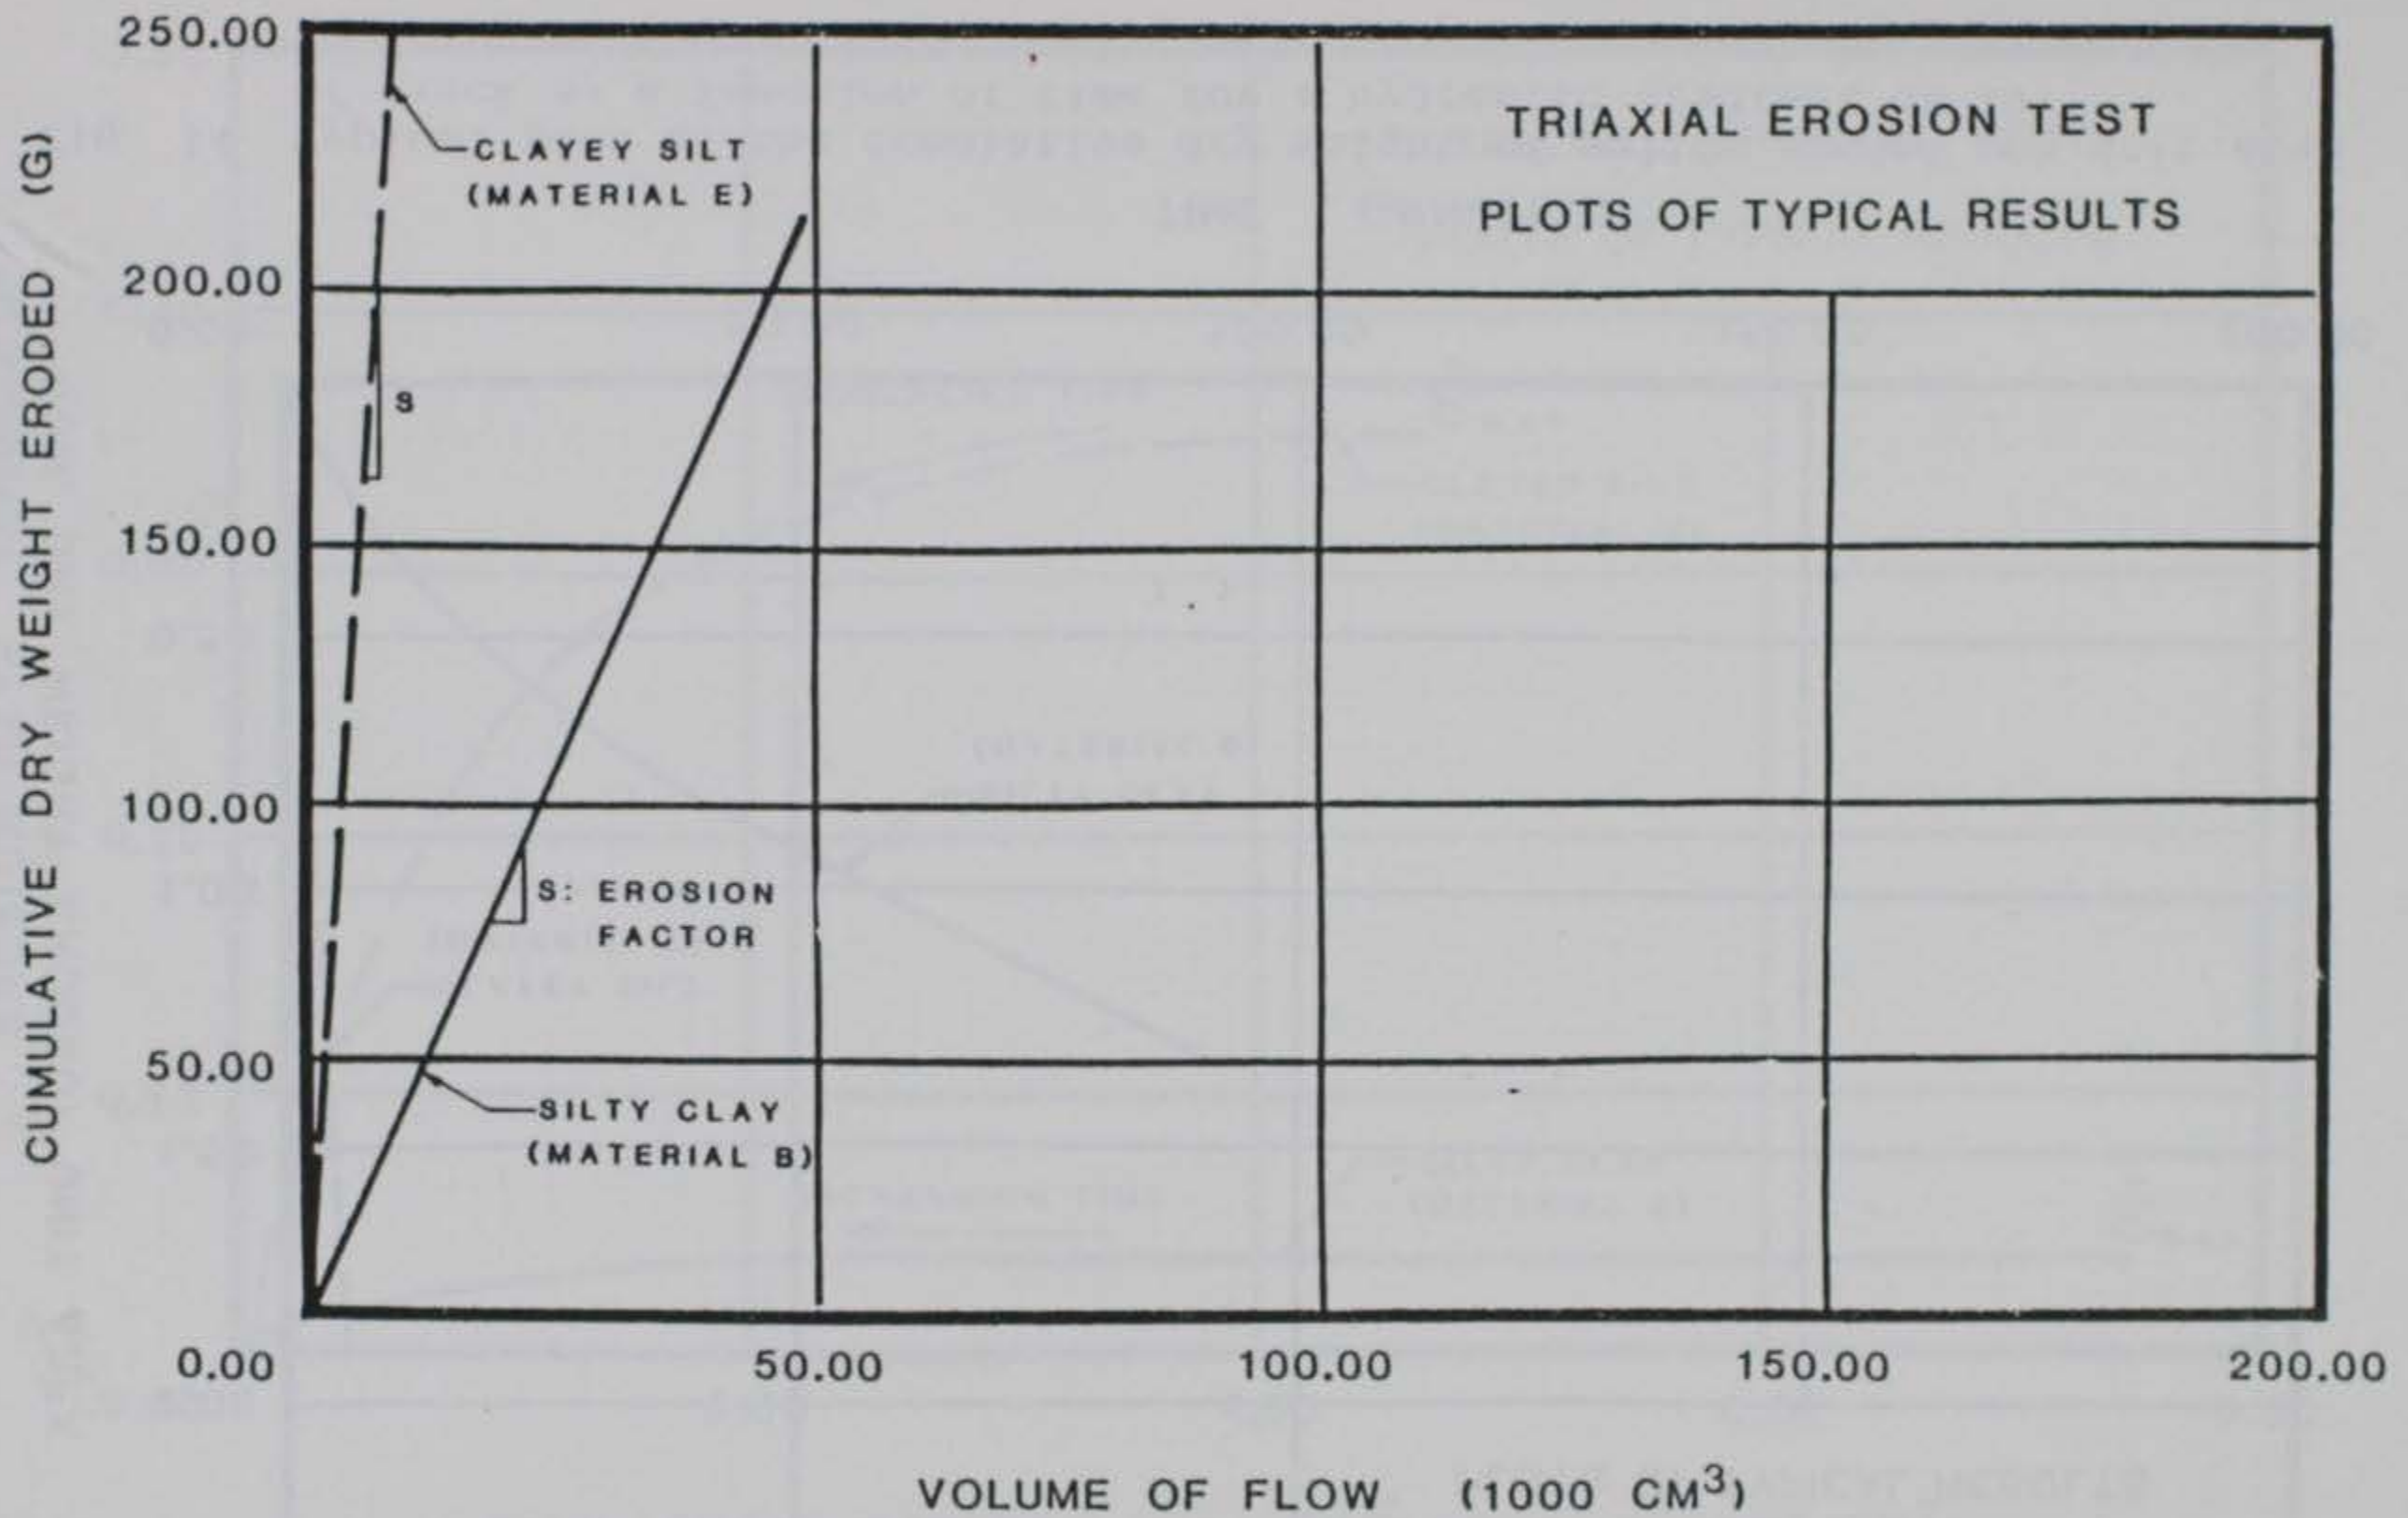 250.00
200.00
150.00
100.00
50.00
0.00
50.00
100.00
150.00
200.00
CUMULATIVE DRY WEIGHT ERODED (G)
VOLUME OF FLOW (1000 CM³)
TRIAXIAL EROSION TEST
PLOTS OF TYPICAL RESULTS
CLAYEY SILT
(MATERIAL E)
S
S: EROSION
FACTOR
SILTY CLAY
(MATERIAL B)